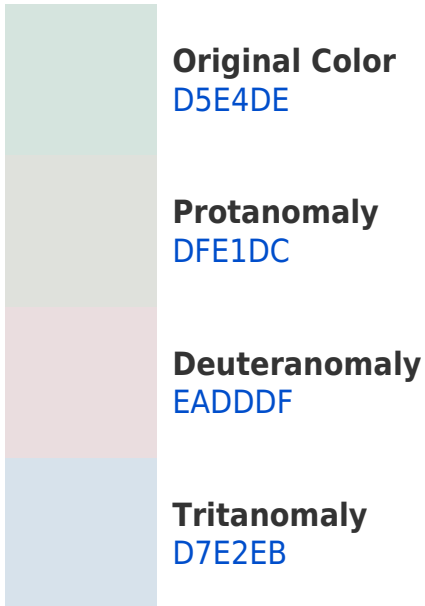 Original Color
D5E4DE
Protanomaly
DFE1DC
Deuteranomaly
EADDDF
Tritanomaly
D7E2EB